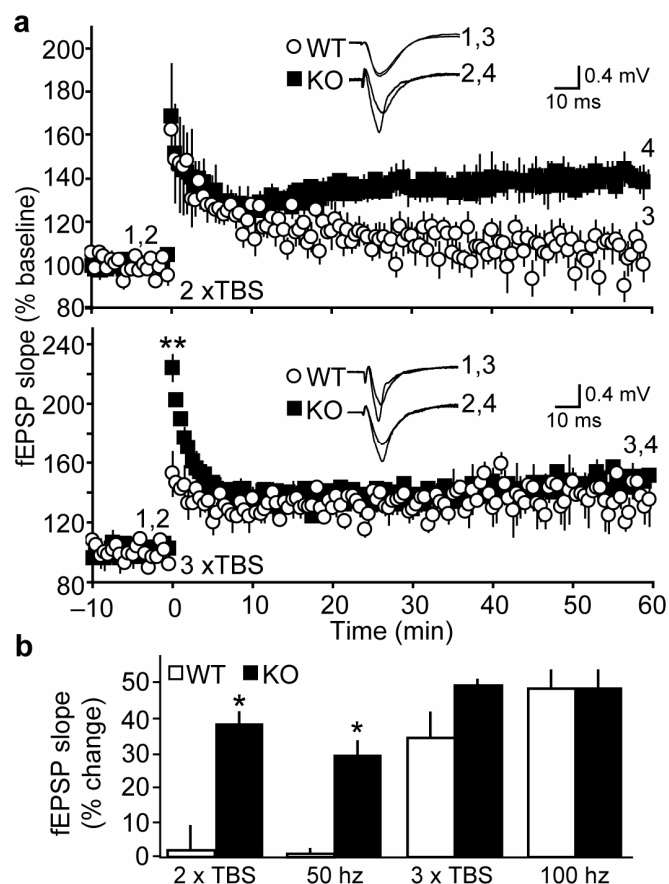 a
fEPSP slope (% baseline)
200
180
160
140
120
100
80
WT
KO
1,3
2,4
0.4 mV
10 ms
4
3
1,2
2 xTBS
240
200
160
120
80
**
WT
KO
1,3
2,4
0.4 mV
10 ms
3,4
1,2
3 xTBS
−10 0 10 20 30 40 50 60
Time (min)
b
fEPSP slope
(% change)
50
40
30
20
10
0
WT KO
* *
2 x TBS 50 hz 3 x TBS 100 hz